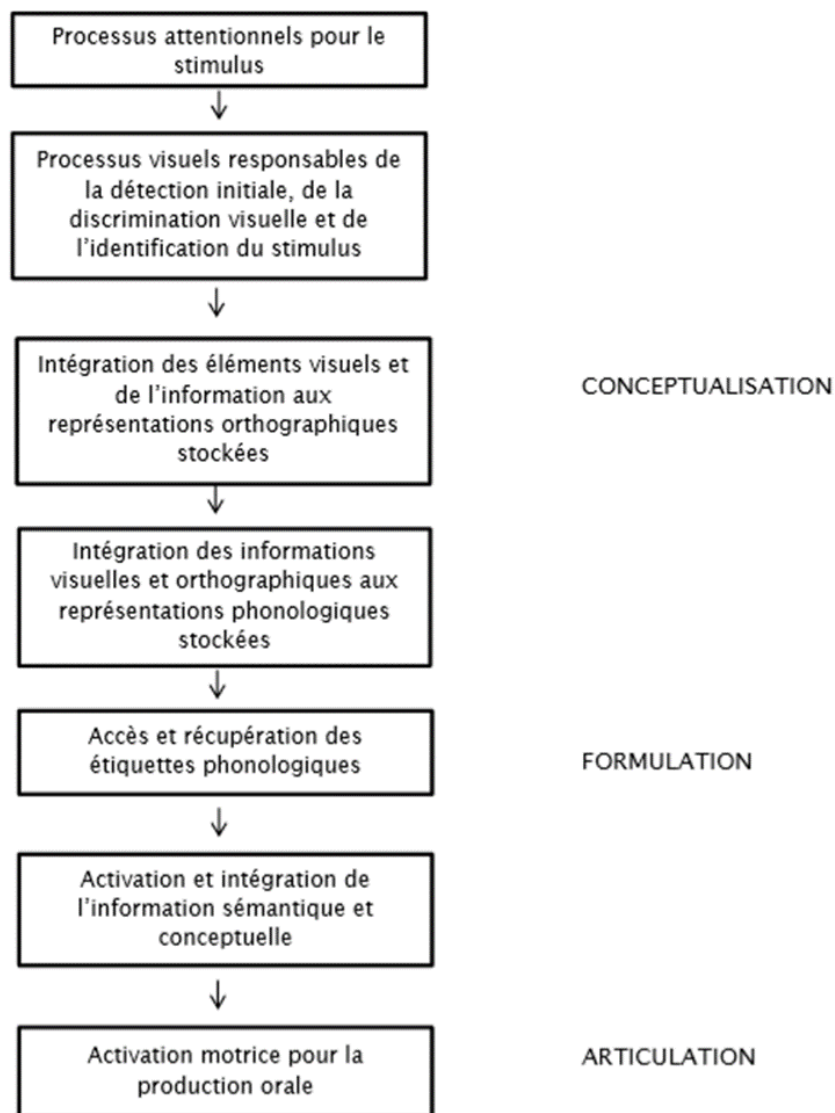 Processus attentionnels pour le
stimulus
Processus visuels responsables de
la détection initiale, de la
discrimination visuelle et de
l'identification du stimulus
Intégration des éléments visuels et
de l'information aux
représentations orthographiques
stockées
CONCEPTUALISATION
Intégration des informations
visuelles et orthographiques aux
représentations phonologiques
stockées
Accès et récupération des
étiquettes phonologiques
FORMULATION
Activation et intégration de
l'information sémantique et
conceptuelle
Activation motrice pour la
production orale
ARTICULATION